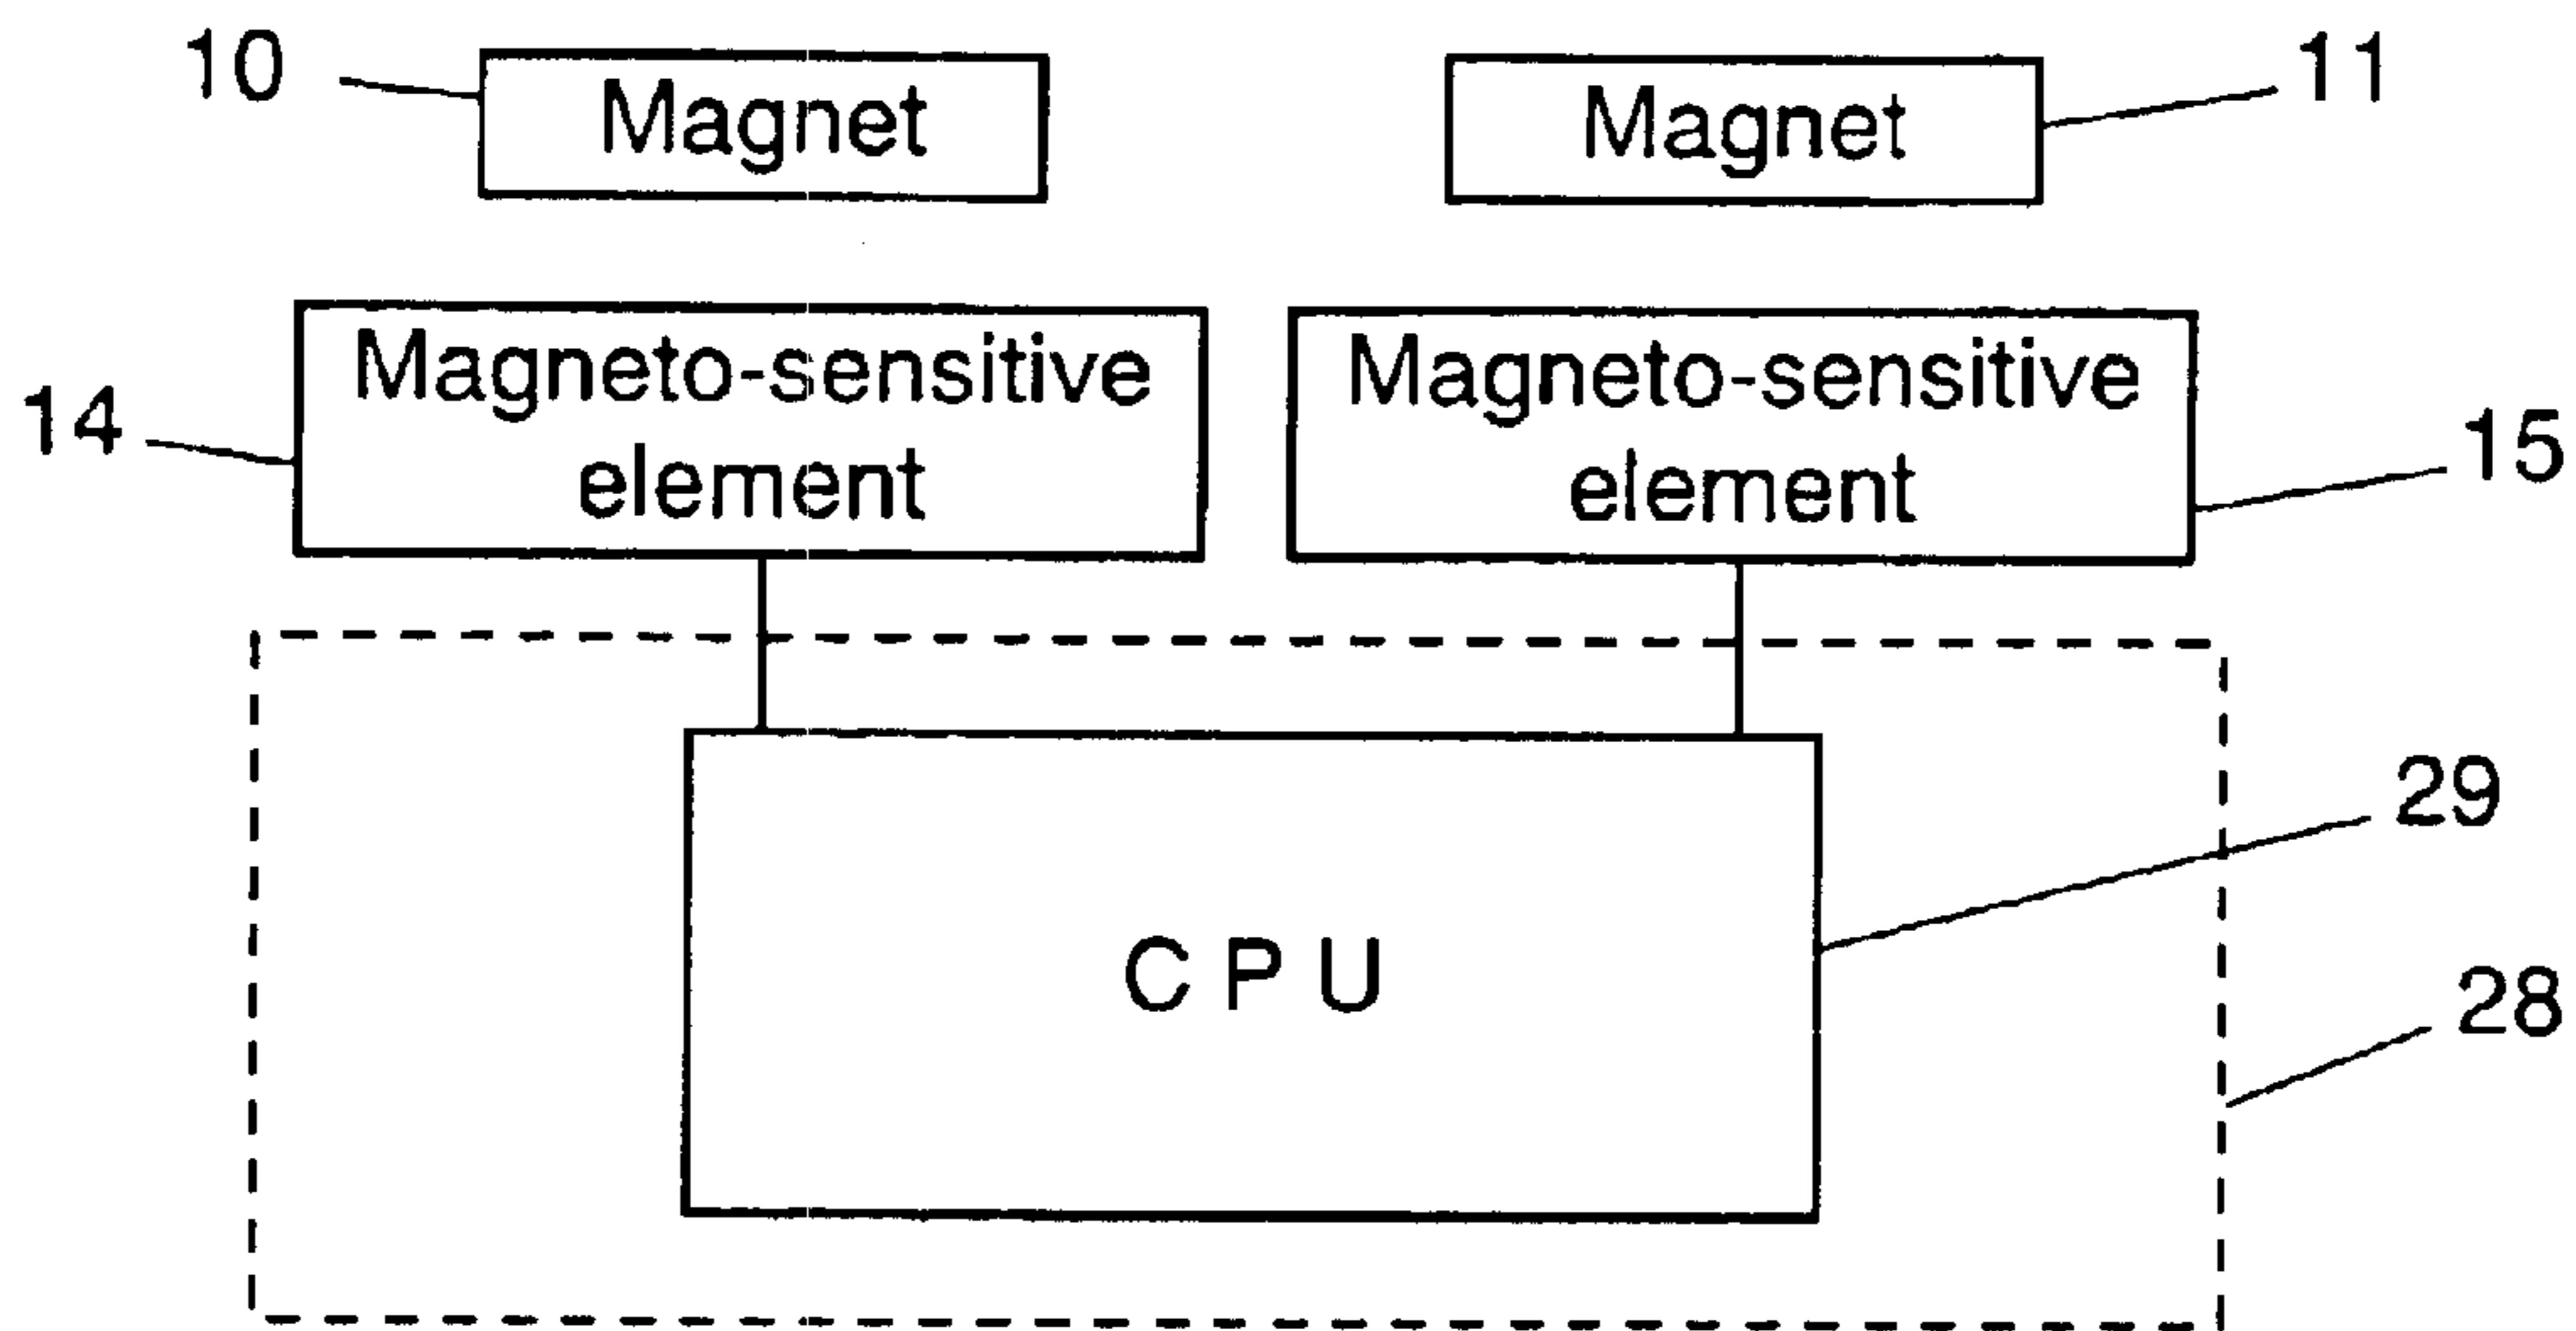 10
Magnet
Magnet
11
Magneto-sensitive
element
Magneto-sensitive
element
14
15
CPU
29
28